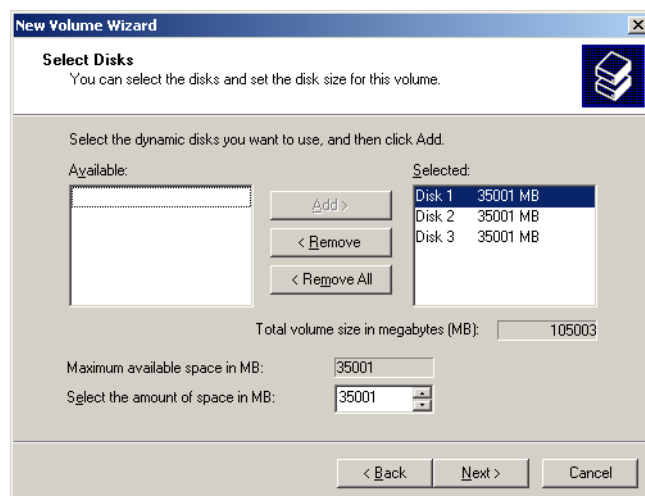 New Volume Wizard
Select Disks
You can select the disks and set the disk size for this volume.
Select the dynamic disks you want to use, and then click Add.
Available:
Selected:
Add >
< Remove
< Remove All
Disk 1 35001 MB
Disk 2 35001 MB
Disk 3 35001 MB
Total volume size in megabytes (MB): 105003
Maximum available space in MB: 35001
Select the amount of space in MB: 35001
< Back Next > Cancel